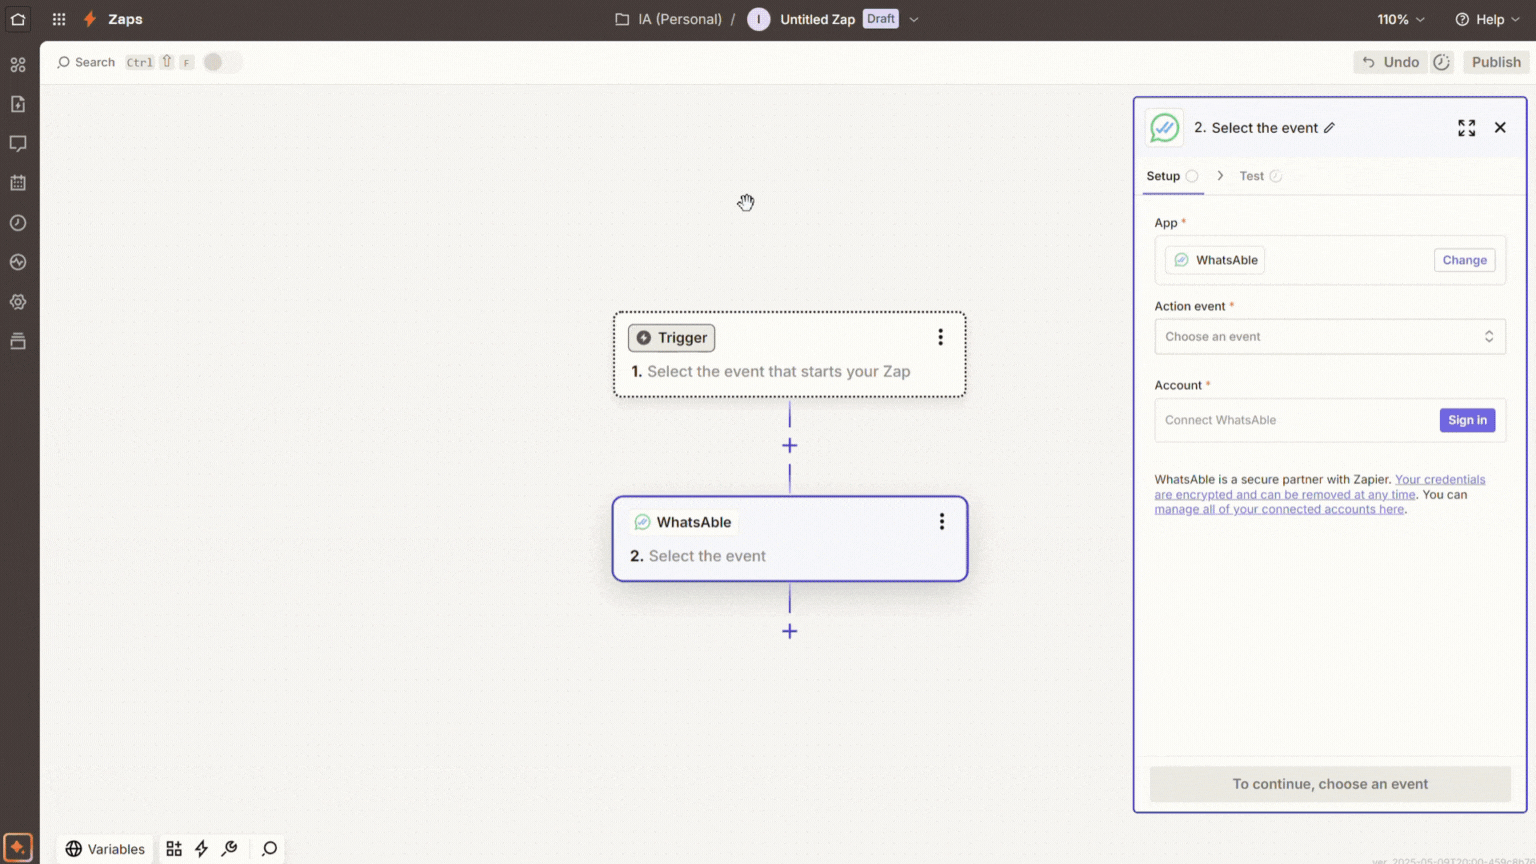 Zaps
IA (Personal) / I Untitled Zap Draft
110%
Help
Search Ctrl ⇧ F
Undo
Publish
2. Select the event
Setup
Test
App *
WhatsAble
Change
Action event *
Choose an event
Account *
Connect WhatsAble
Sign in
WhatsAble is a secure partner with Zapier. Your credentials
are encrypted and can be removed at any time. You can
manage all of your connected accounts here.
To continue, choose an event
Trigger
1. Select the event that starts your Zap
WhatsAble
2. Select the event
Variables